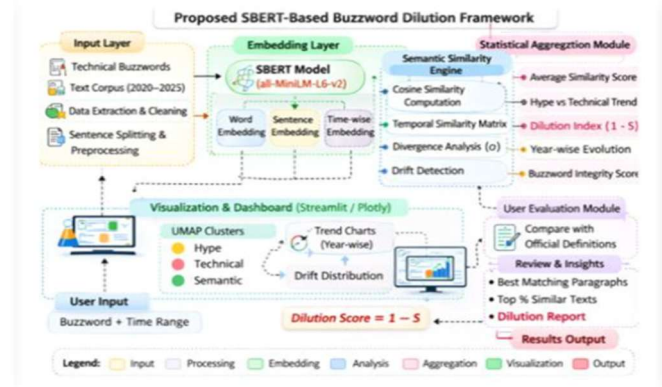 Proposed SBERT-Based Buzzword Dilution Framework
Input Layer
Technical Buzzwords
Text Corpus (2020–2025)
Data Extraction & Cleaning
Sentence Splitting &
Preprocessing
Embedding Layer
SBERT Model
(all-MiniLM-L6-v2)
Word
Embedding
Sentence
Embedding
Time-wise
Embedding
Semantic Similarity
Engine
Cosine Similarity
Computation
Temporal Similarity Matrix
Divergence Analysis (σ)
Drift Detection
Statistical Aggregztion Module
Average Similarity Score
Hype vs Technical Trend
Dilution Index (1 - S)
Year-wise Evolution
Buzzword Integrity Score
Visualization & Dashboard (Streamlit / Plotly)
UMAP Clusters
Hype
Technical
Semantic
Trend Charts
(Year-wise)
Drift Distribution
User Evaluation Module
Compare with
Official Definitions
Review & Insights
• Best Matching Paragraphs
• Top % Similar Texts
• Dilution Report
User Input
Buzzword + Time Range
Dilution Score = 1 – S
Results Output
Legend:
Input
Processing
Embedding
Analysis
Aggregation
Visualization
Output